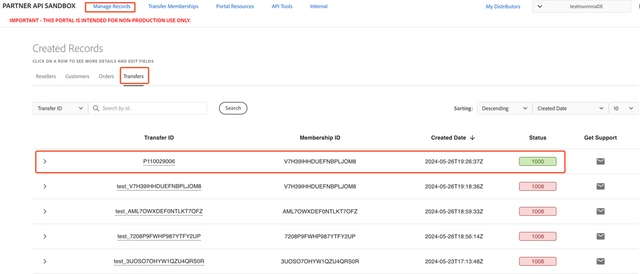 PARTNER API SANDBOX Manage Records Transfer Memberships Portal Resources API Tools Internal My Distributors testInsomniaDE
IMPORTANT - THIS PORTAL IS INTENDED FOR NON-PRODUCTION USE ONLY.
Created Records
CLICK ON A ROW TO SEE MORE DETAILS AND EDIT FIELDS
Resellers Customers Orders Transfers
Transfer ID Search by id.. Search Sorting: Descending Created Date 10
Transfer ID Membership ID Created Date ↓ Status Get Support
P110029006 V7H39IHHDUEFNBPLJOM8 2024-05-26T19:26:37Z 1000
test_V7H39IHHDUEFNBPLJOM8 V7H39IHHDUEFNBPLJOM8 2024-05-26T19:18:36Z 1008
test_AML7OWXDEF0NTLKT7OFZ AML7OWXDEF0NTLKT7OFZ 2024-05-26T18:59:33Z 1008
test_7208P9FWHP987YTFY2UP 7208P9FWHP987YTFY2UP 2024-05-26T18:56:14Z 1008
test_3UOSO7OHYW1QZU4QRS0R 3UOSO7OHYW1QZU4QRS0R 2024-05-23T17:13:48Z 1008